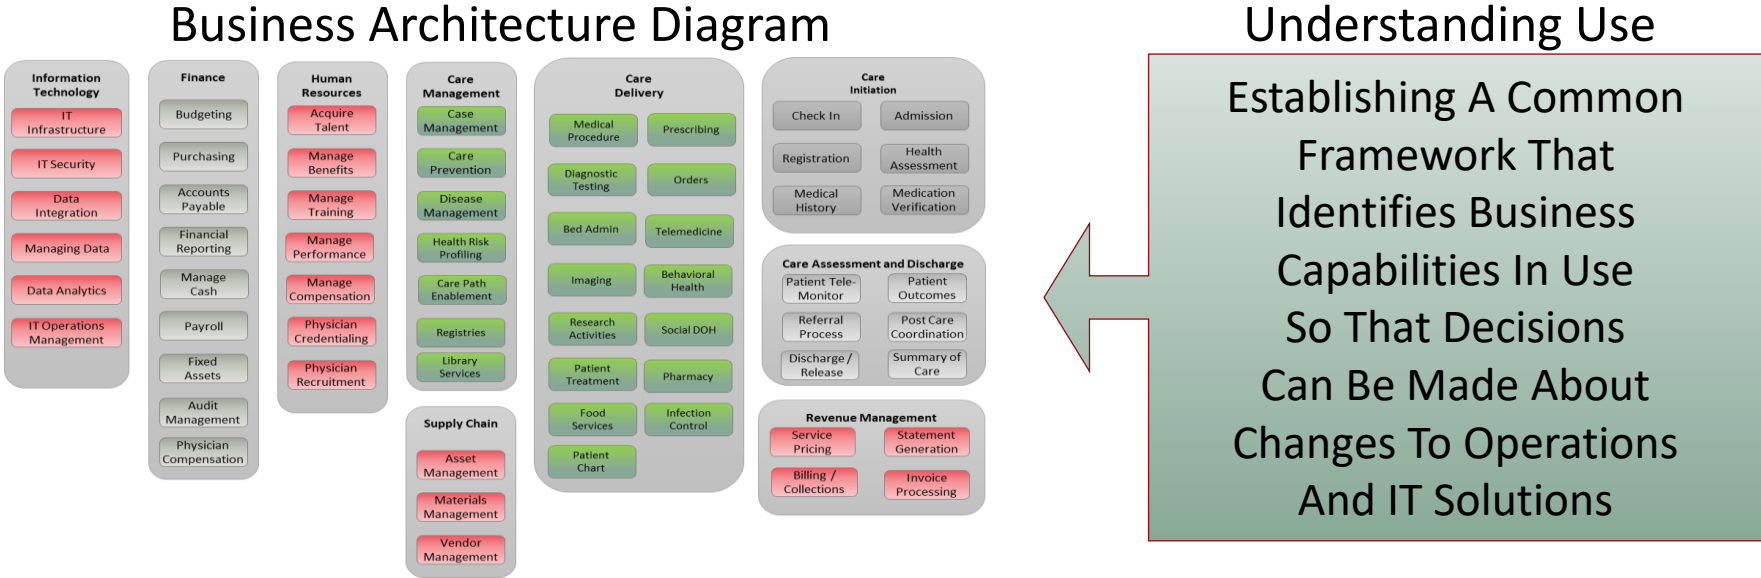 Business Architecture Diagram
Information
Technology
IT
Infrastructure
IT Security
Data
Integration
Managing Data
Data Analytics
IT Operations
Management
Finance
Budgeting
Purchasing
Accounts
Payable
Financial
Reporting
Manage
Cash
Payroll
Fixed
Assets
Audit
Management
Physician
Compensation
Human
Resources
Acquire
Talent
Manage
Benefits
Manage
Training
Manage
Performance
Manage
Compensation
Physician
Credentialing
Physician
Recruitment
Care
Management
Case
Management
Care
Prevention
Disease
Management
Health Risk
Profiling
Care Path
Enablement
Registries
Library
Services
Supply Chain
Asset
Management
Materials
Management
Vendor
Management
Care
Delivery
Medical
Procedure
Prescribing
Diagnostic
Testing
Orders
Bed Admin
Telemedicine
Imaging
Behavioral
Health
Research
Activities
Social DOH
Patient
Treatment
Pharmacy
Food
Services
Infection
Control
Patient
Chart
Care
Initiation
Check In
Admission
Registration
Health
Assessment
Medical
History
Medication
Verification
Care Assessment and Discharge
Patient Tele-
Monitor
Patient
Outcomes
Referral
Process
Post Care
Coordination
Discharge /
Release
Summary of
Care
Revenue Management
Service
Pricing
Statement
Generation
Billing /
Collections
Invoice
Processing
Understanding Use
Establishing A Common
Framework That
Identifies Business
Capabilities In Use
So That Decisions
Can Be Made About
Changes To Operations
And IT Solutions